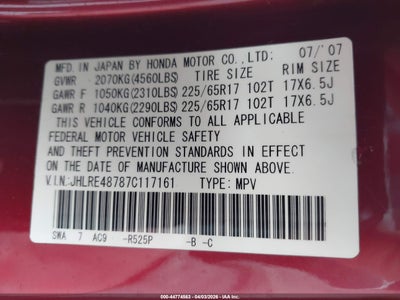 MFD. IN JAPAN BY HONDA MOTOR CO., LTD: 07/'07
GVWR 2070KG(4560LBS) TIRE SIZE RIM SIZE
GAWR F 1050KG(2310LBS) 225/65R17 102T 17X6.5J
GAWR R 1040KG(2290LBS) 225/65R17 102T 17X6.5J
THIS VEHICLE CONFORMS TO ALL APPLICABLE
FEDERAL MOTOR VEHICLE SAFETY
AND THEFT PREVENTION STANDARDS IN EFFECT
ON THE DATE OF MANUFACTURE SHOWN ABOVE.
V.I.N:JHLRE48787C117161 TYPE: MPV
SWA 7 AC9 -R525P -B -C
000-44774583 - 04/03/2026 - IAAI